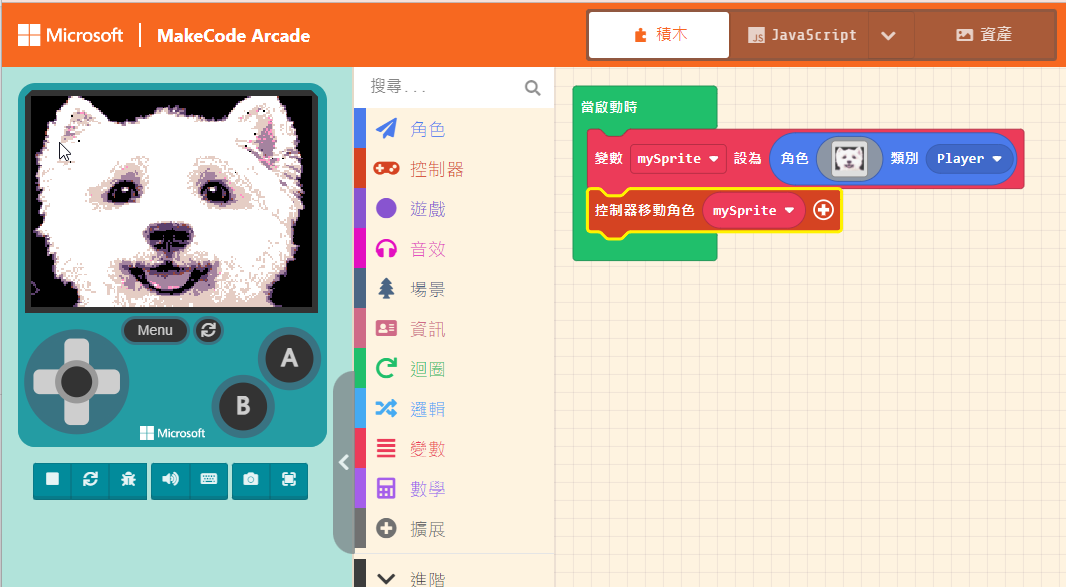 Microsoft MakeCode Arcade
積木
JS JavaScript
資產
Menu
A
B
Microsoft
搜尋...
角色
控制器
遊戲
音效
場景
資訊
迴圈
邏輯
變數
數學
擴展
進階
當啟動時
變數 mySprite 設為 角色 類別 Player
控制器移動角色 mySprite